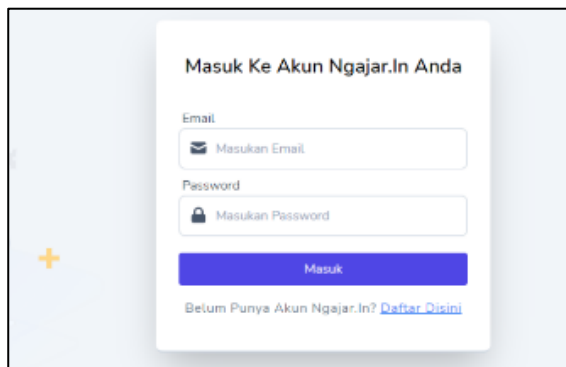 Masuk Ke Akun Ngajar.In Anda
Email
Masukan Email
Password
Masukan Password
Masuk
Belum Punya Akun Ngajar.In? Daftar Disini